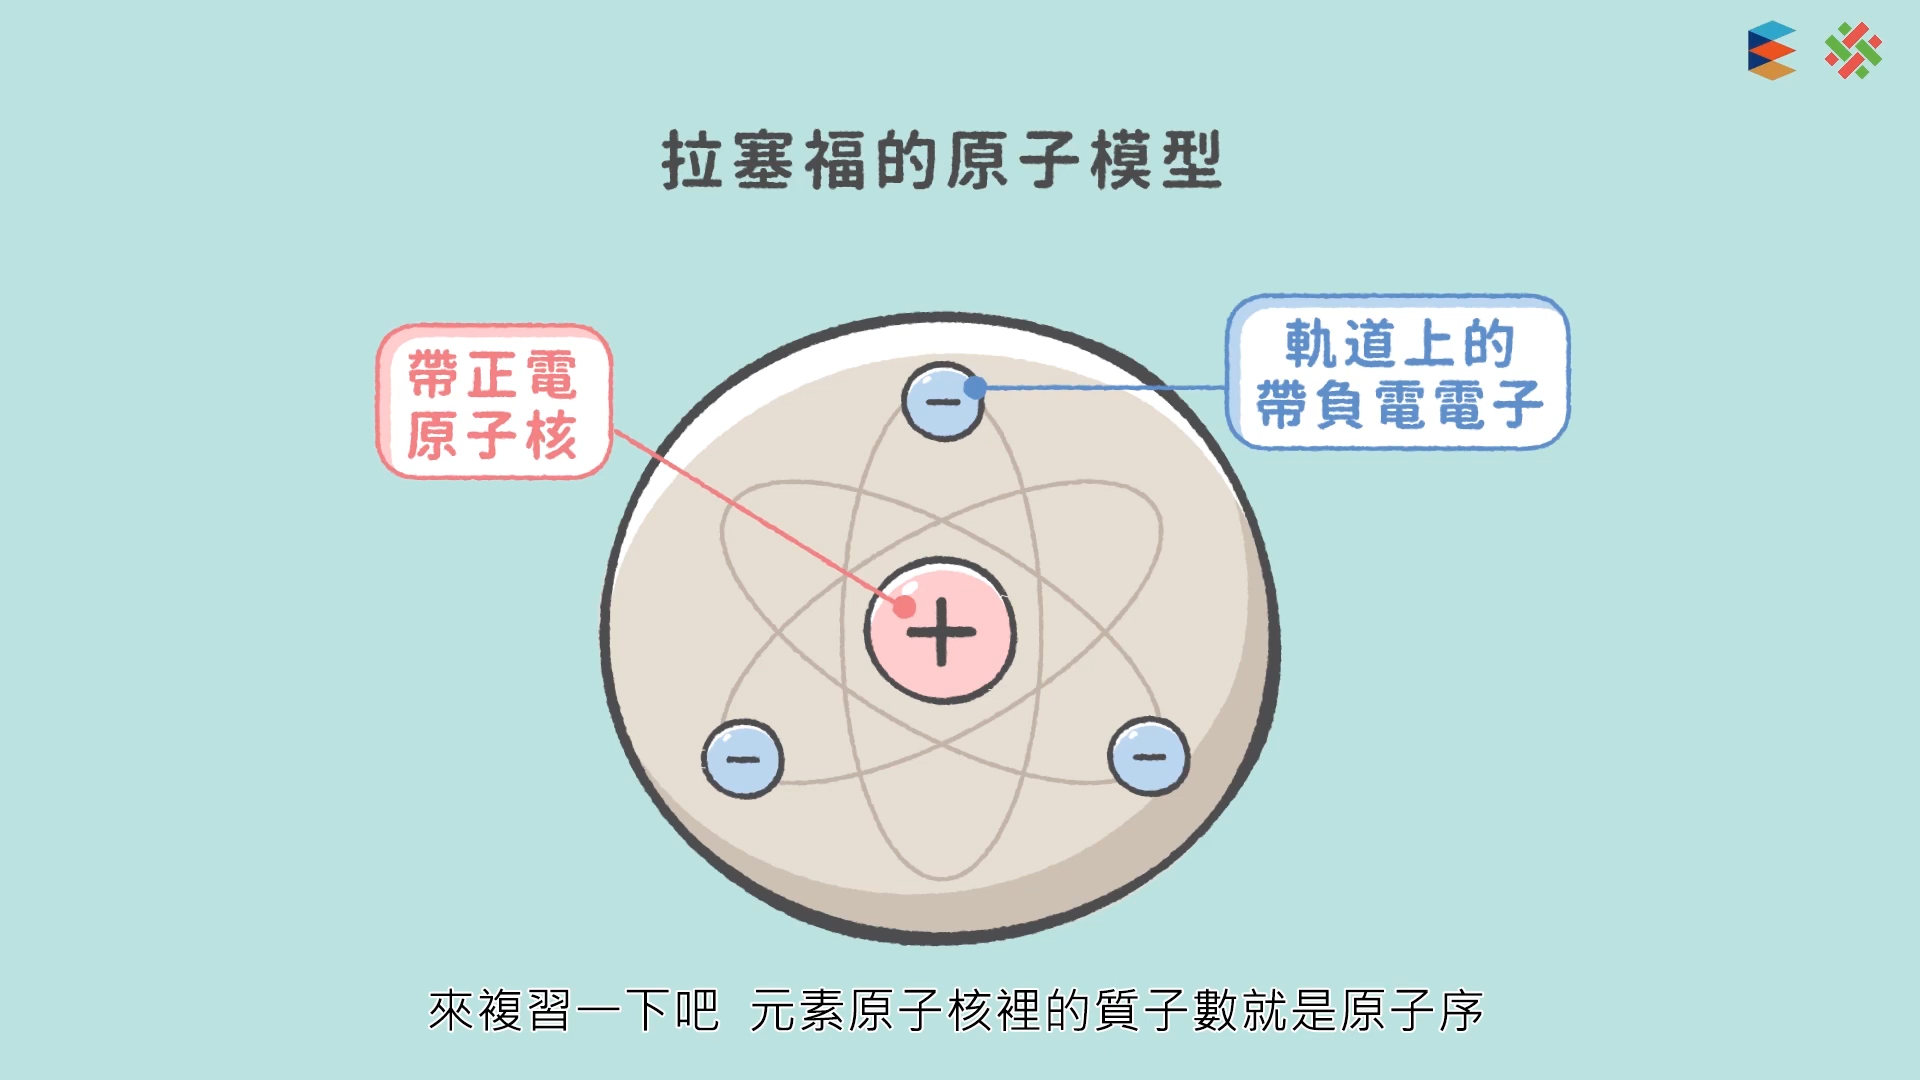 拉塞福的原子模型
帶正電
原子核
軌道上的
帶負電電子
來複習一下吧 元素原子核裡的質子數就是原子序